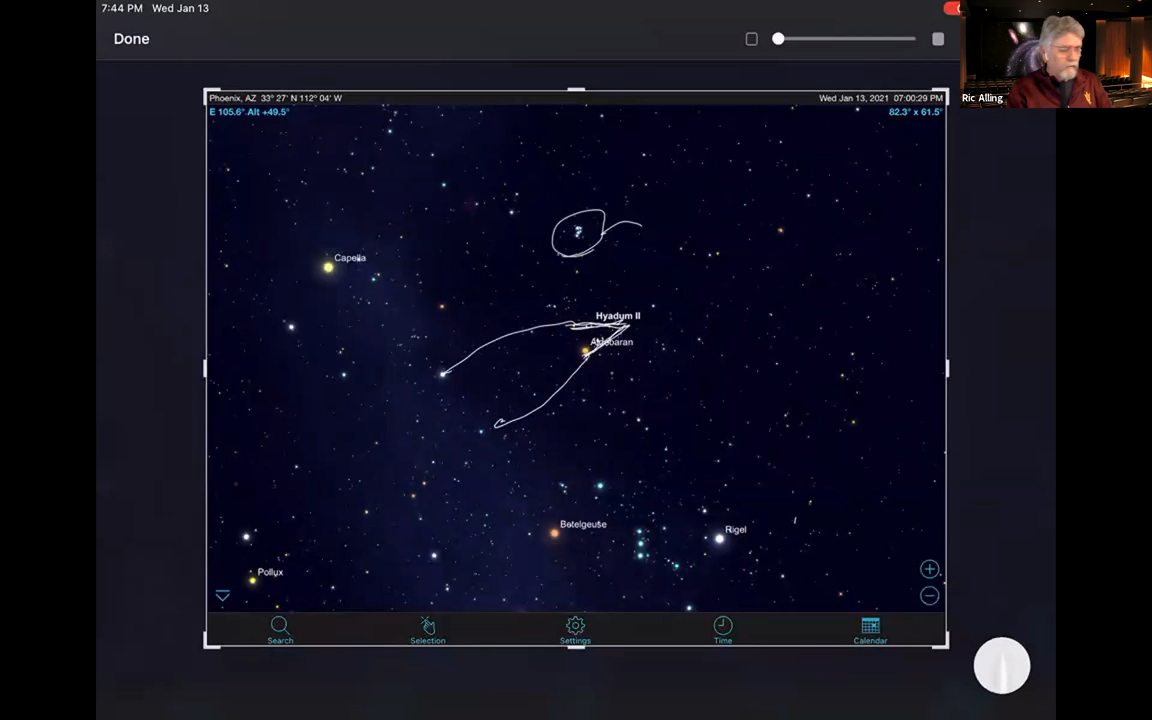 7:44 PM Wed Jan 13
Done
Ric Alling
Phoenix, AZ 33° 27' N 112° 04' W
Wed Jan 13, 2021 07:00:29 PM
E 105.6° Alt +49.5°
82.3° x 61.5°
Capella
Hyadum II
Aldebaran
Betelgeuse
Rigel
Pollux
Search
Selection
Settings
Time
Calendar